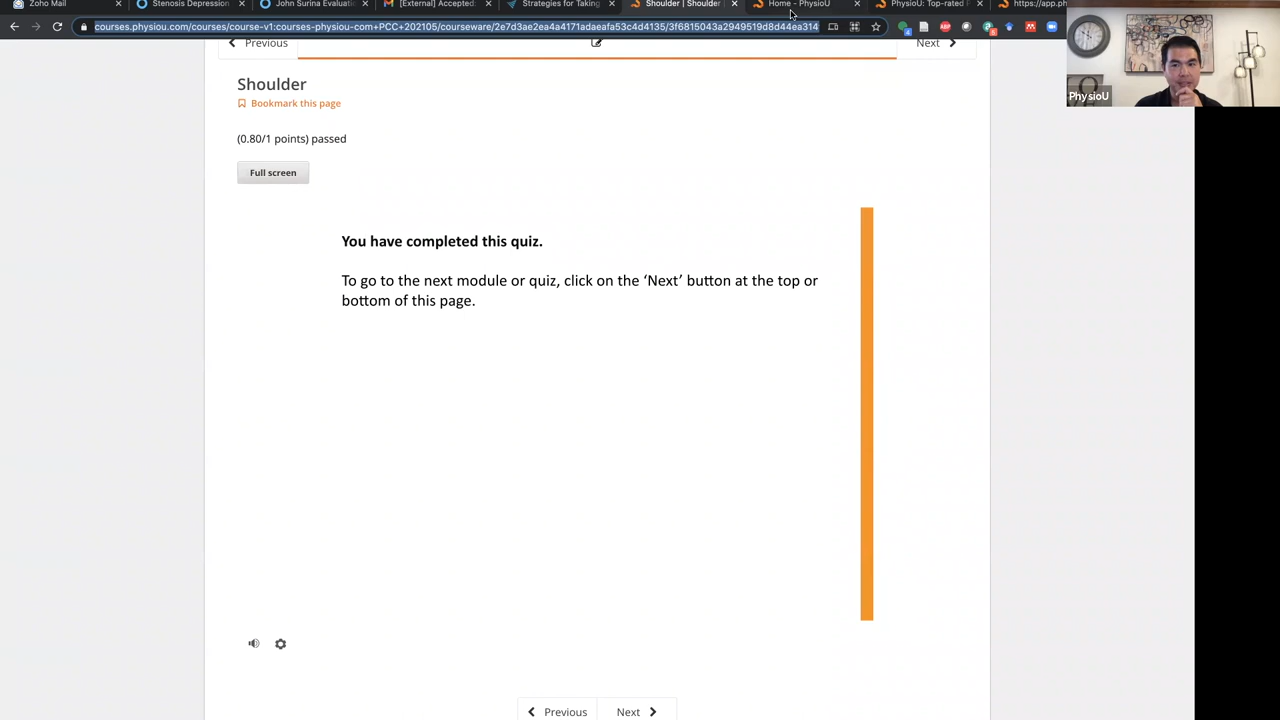 Zoho Mail
Stenosis Depression
John Surina Evaluatio
[External] Accepted:
Strategies for Taking
Shoulder | Shoulder
Home - PhysioU
PhysioU: Top-rated P
https://app.ph
courses.physiou.com/courses/course-v1:courses-physiou-com+PCC+202105/courseware/2e7d3ae2ea4a4171adaeafa53c4d4135/3f6815043a2949519d8d44ea314
Previous
Next
Shoulder
Bookmark this page
(0.80/1 points) passed
Full screen
You have completed this quiz.
To go to the next module or quiz, click on the ‘Next’ button at the top or
bottom of this page.
Previous
Next
PhysioU